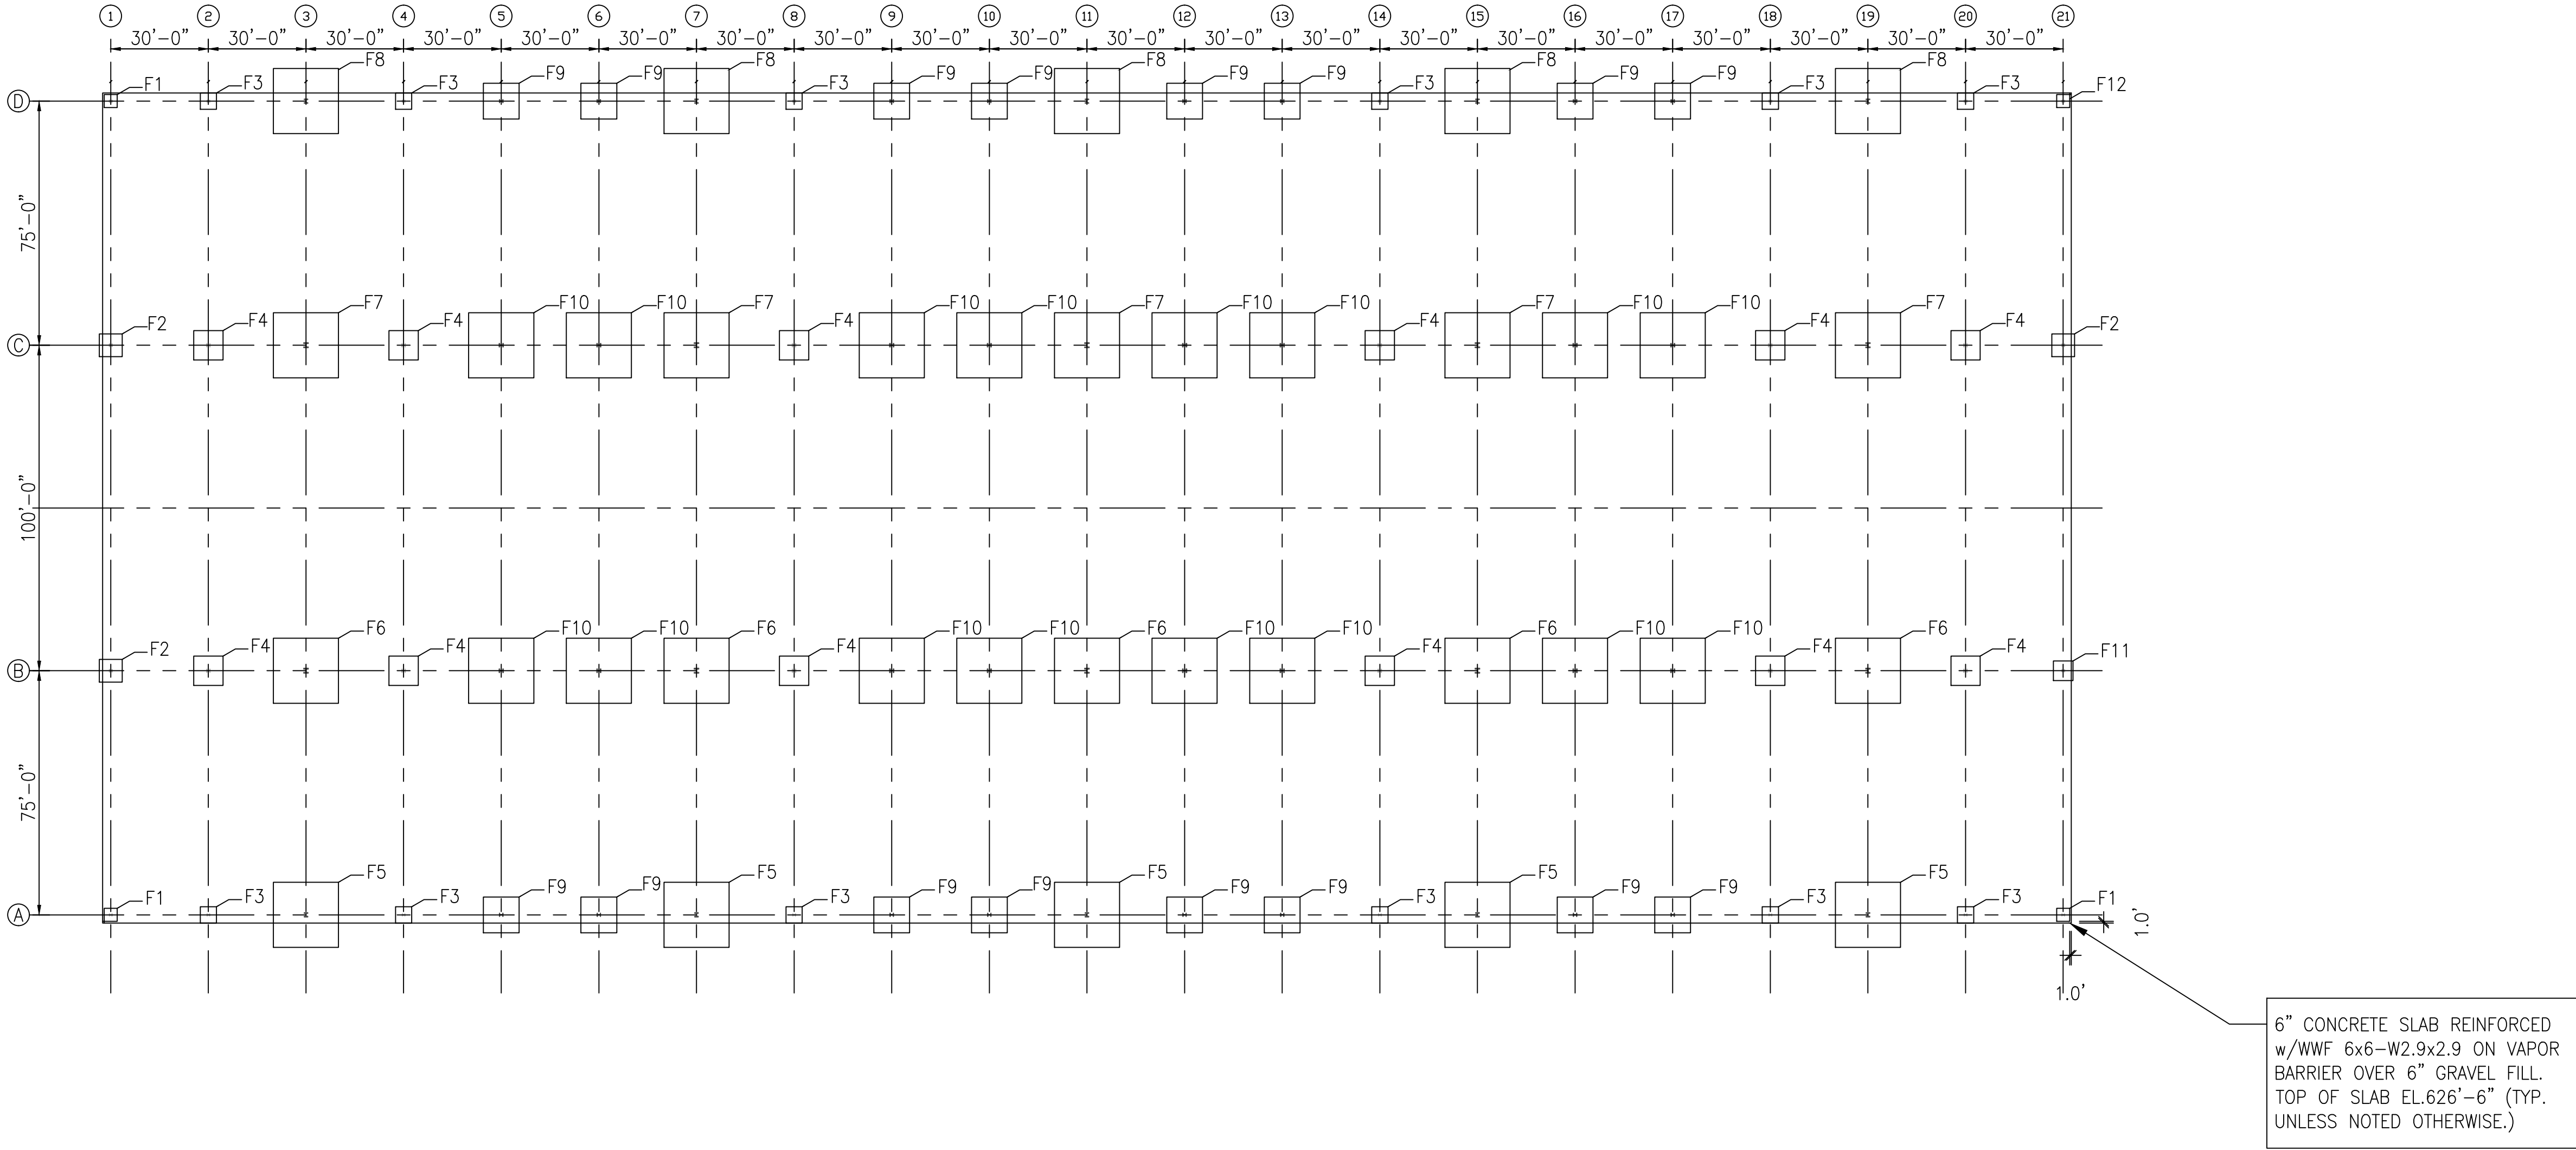 1 2 3 4 5 6 7 8 9 10 11 12 13 14 15 16 17 18 19 20 21
30'-0" 30'-0" 30'-0" 30'-0" 30'-0" 30'-0" 30'-0" 30'-0" 30'-0" 30'-0" 30'-0" 30'-0" 30'-0" 30'-0" 30'-0" 30'-0" 30'-0" 30'-0" 30'-0" 30'-0"
D F1 F3 F8 F3 F9 F9 F8 F3 F9 F9 F8 F9 F9 F3 F8 F9 F9 F3 F8 F3 F12
75'-0"
C F2 F4 F7 F4 F10 F10 F7 F4 F10 F10 F7 F10 F10 F4 F7 F10 F10 F4 F7 F4 F2
100'-0"
B F2 F4 F6 F4 F10 F10 F6 F4 F10 F10 F6 F10 F10 F4 F6 F10 F10 F4 F6 F4 F11
75'-0"
A F1 F3 F5 F3 F9 F9 F5 F3 F9 F9 F5 F9 F9 F3 F5 F9 F9 F3 F5 F3 F1
1.0'
1.0'
6" CONCRETE SLAB REINFORCED
w/WWF 6x6-W2.9x2.9 ON VAPOR
BARRIER OVER 6" GRAVEL FILL.
TOP OF SLAB EL.626'-6" (TYP.
UNLESS NOTED OTHERWISE.)